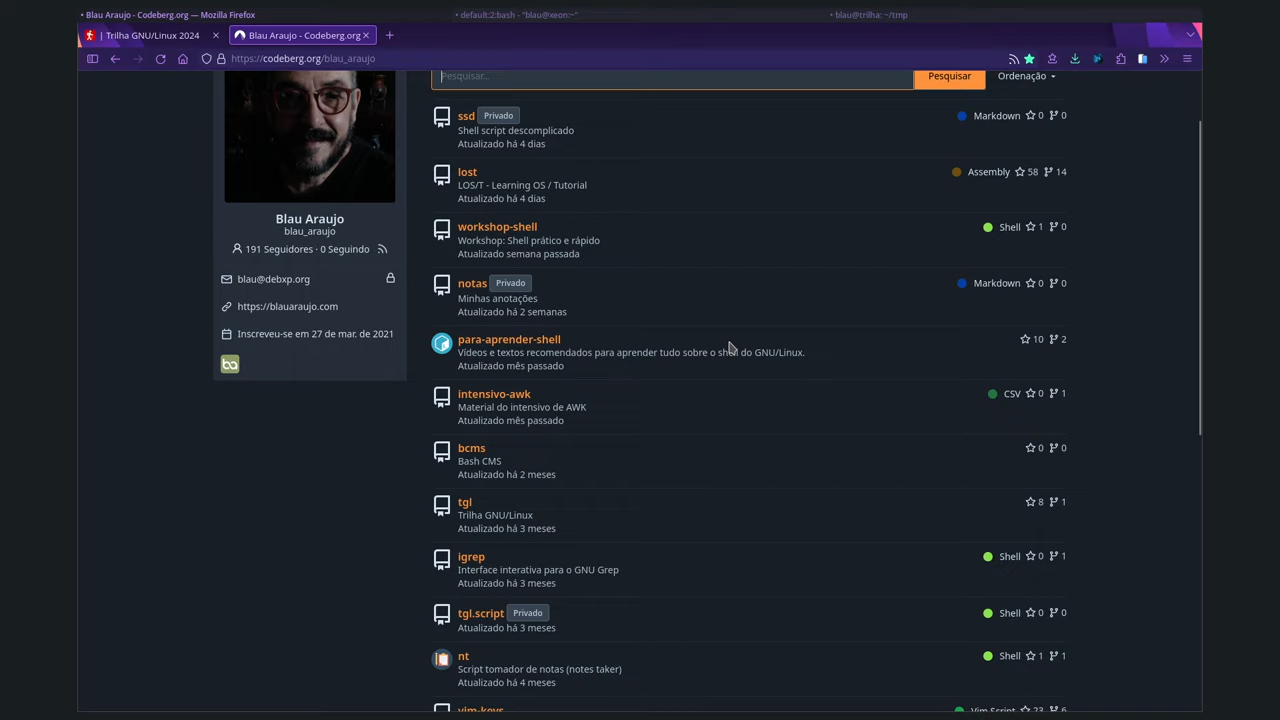 • Blau Araujo - Codeberg.org — Mozilla Firefox
• default:2:bash - "blau@xeon:~"
• blau@trilha: ~/tmp
| Trilha GNU/Linux 2024
Blau Araujo - Codeberg.org
https://codeberg.org/blau_araujo
Pesquisar...
Pesquisar
Ordenação
Blau Araujo
blau_araujo
191 Seguidores · 0 Seguindo
blau@debxp.org
https://blauaraujo.com
Inscreveu-se em 27 de mar. de 2021
ssd Privado Markdown 0 0
Shell script descomplicado
Atualizado há 4 dias
lost Assembly 58 14
LOS/T - Learning OS / Tutorial
Atualizado há 4 dias
workshop-shell Shell 1 0
Workshop: Shell prático e rápido
Atualizado semana passada
notas Privado Markdown 0 0
Minhas anotações
Atualizado há 2 semanas
para-aprender-shell 10 2
Vídeos e textos recomendados para aprender tudo sobre o shell do GNU/Linux.
Atualizado mês passado
intensivo-awk CSV 0 1
Material do intensivo de AWK
Atualizado mês passado
bcms 0 0
Bash CMS
Atualizado há 2 meses
tgl 8 1
Trilha GNU/Linux
Atualizado há 3 meses
igrep Shell 0 1
Interface interativa para o GNU Grep
Atualizado há 3 meses
tgl.script Privado Shell 0 0
Atualizado há 3 meses
nt Shell 1 1
Script tomador de notas (notes taker)
Atualizado há 4 meses
vim-keys Vim Script 23 6